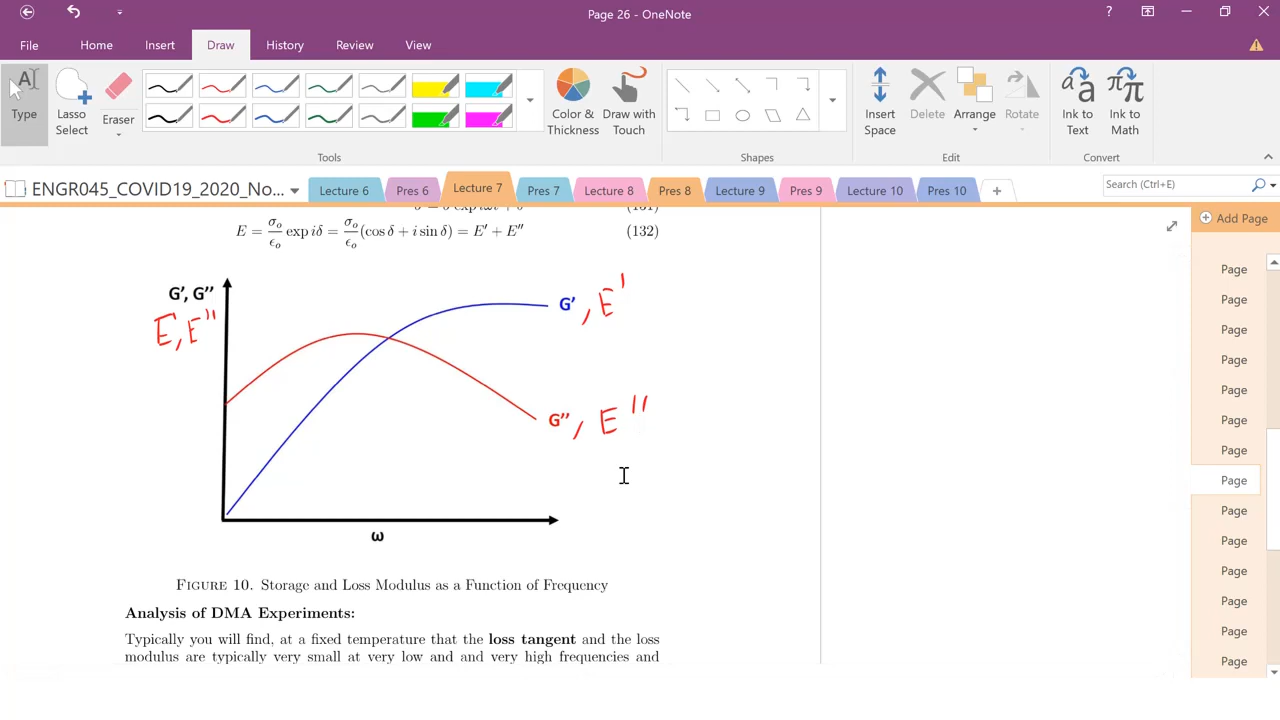 Page 26 - OneNote
?
File Home Insert Draw History Review View
Type
Lasso Select
Eraser
Color & Thickness
Draw with Touch
Insert Space
Delete
Arrange
Rotate
Ink to Text
Ink to Math
Tools Shapes Edit Convert
ENGR045_COVID19_2020_No...
Lecture 6 Pres 6 Lecture 7 Pres 7 Lecture 8 Pres 8 Lecture 9 Pres 9 Lecture 10 Pres 10 +
Search (Ctrl+E)
Add Page
(132) E = σo/ϵo exp iδ = σo/ϵo (cos δ + i sin δ) = E′ + E″
G’, G’’
E', E''
G’ , E'
G’’ , E''
ω
FIGURE 10. Storage and Loss Modulus as a Function of Frequency
Analysis of DMA Experiments:
Typically you will find, at a fixed temperature that the loss tangent and the loss
modulus are typically very small at very low and and very high frequencies and
Page
Page
Page
Page
Page
Page
Page
Page
Page
Page
Page
Page
Page
Page